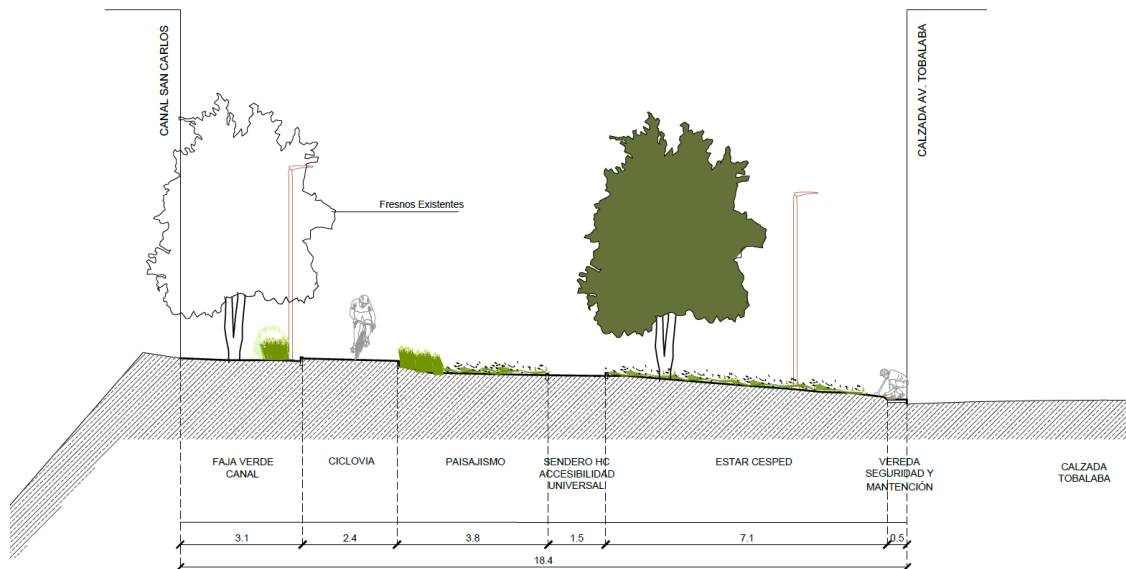 CANAL SAN CARLOS
CALZADA AV. TOBALABA
Fresnos Existentes
FAJA VERDE
CANAL
CICLOVIA
PAISAJISMO
SENDERO HC
ACCESIBILIDAD
UNIVERSAL
ESTAR CESPED
VEREDA
SEGURIDAD Y
MANTENCIÓN
CALZADA
TOBALABA
3.1
2.4
3.8
1.5
7.1
0.5
18.4